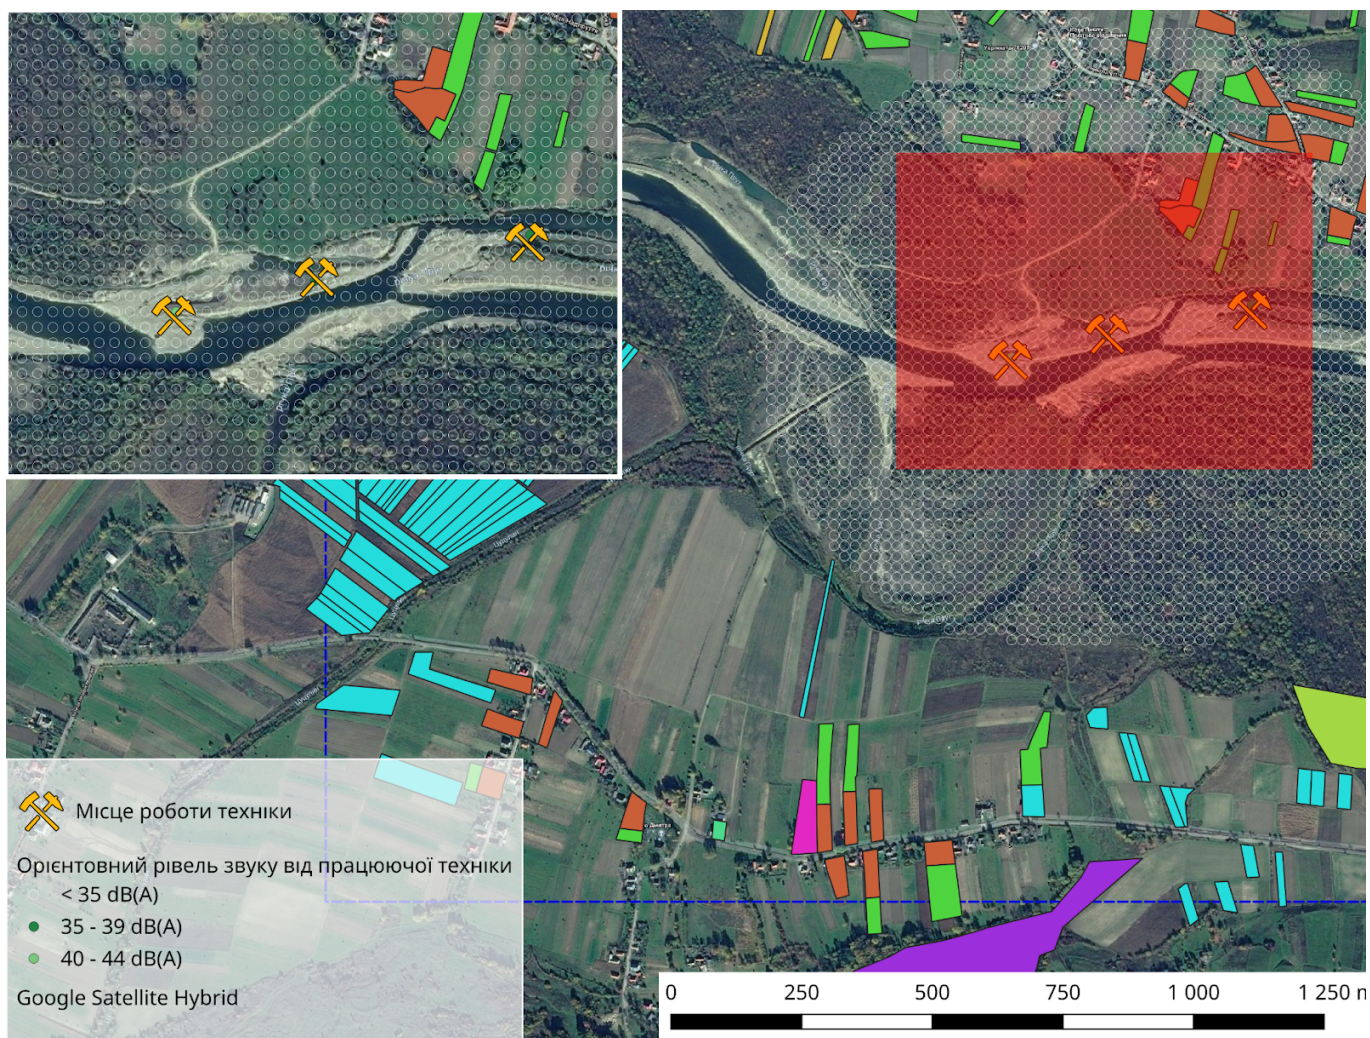 Місце роботи техніки
Орієнтовний рівель звуку від працюючої техніки
< 35 dB(A)
35 - 39 dB(A)
40 - 44 dB(A)
Google Satellite Hybrid
0 250 500 750 1 000 1 250 m